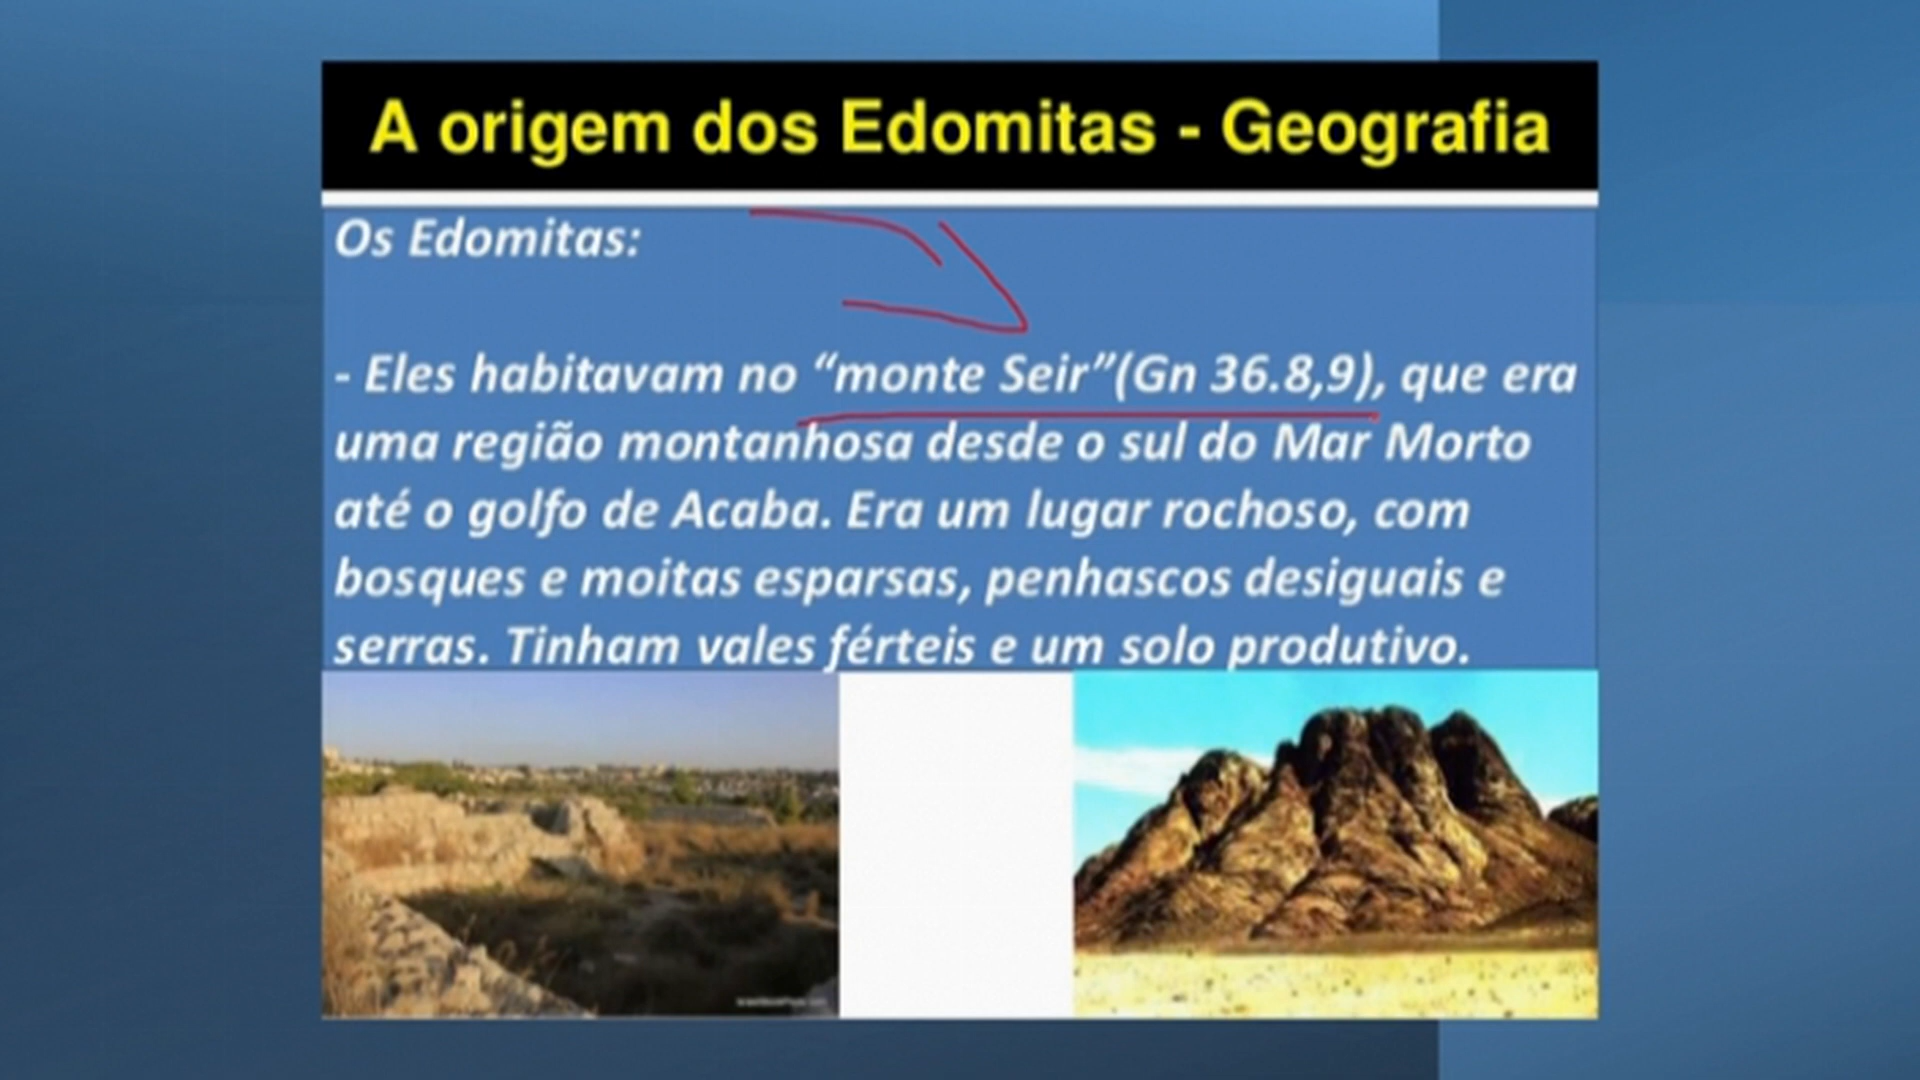 A origem dos Edomitas - Geografia
Os Edomitas:
- Eles habitavam no “monte Seir”(Gn 36.8,9), que era
uma região montanhosa desde o sul do Mar Morto
até o golfo de Acaba. Era um lugar rochoso, com
bosques e moitas esparsas, penhascos desiguais e
serras. Tinham vales férteis e um solo produtivo.